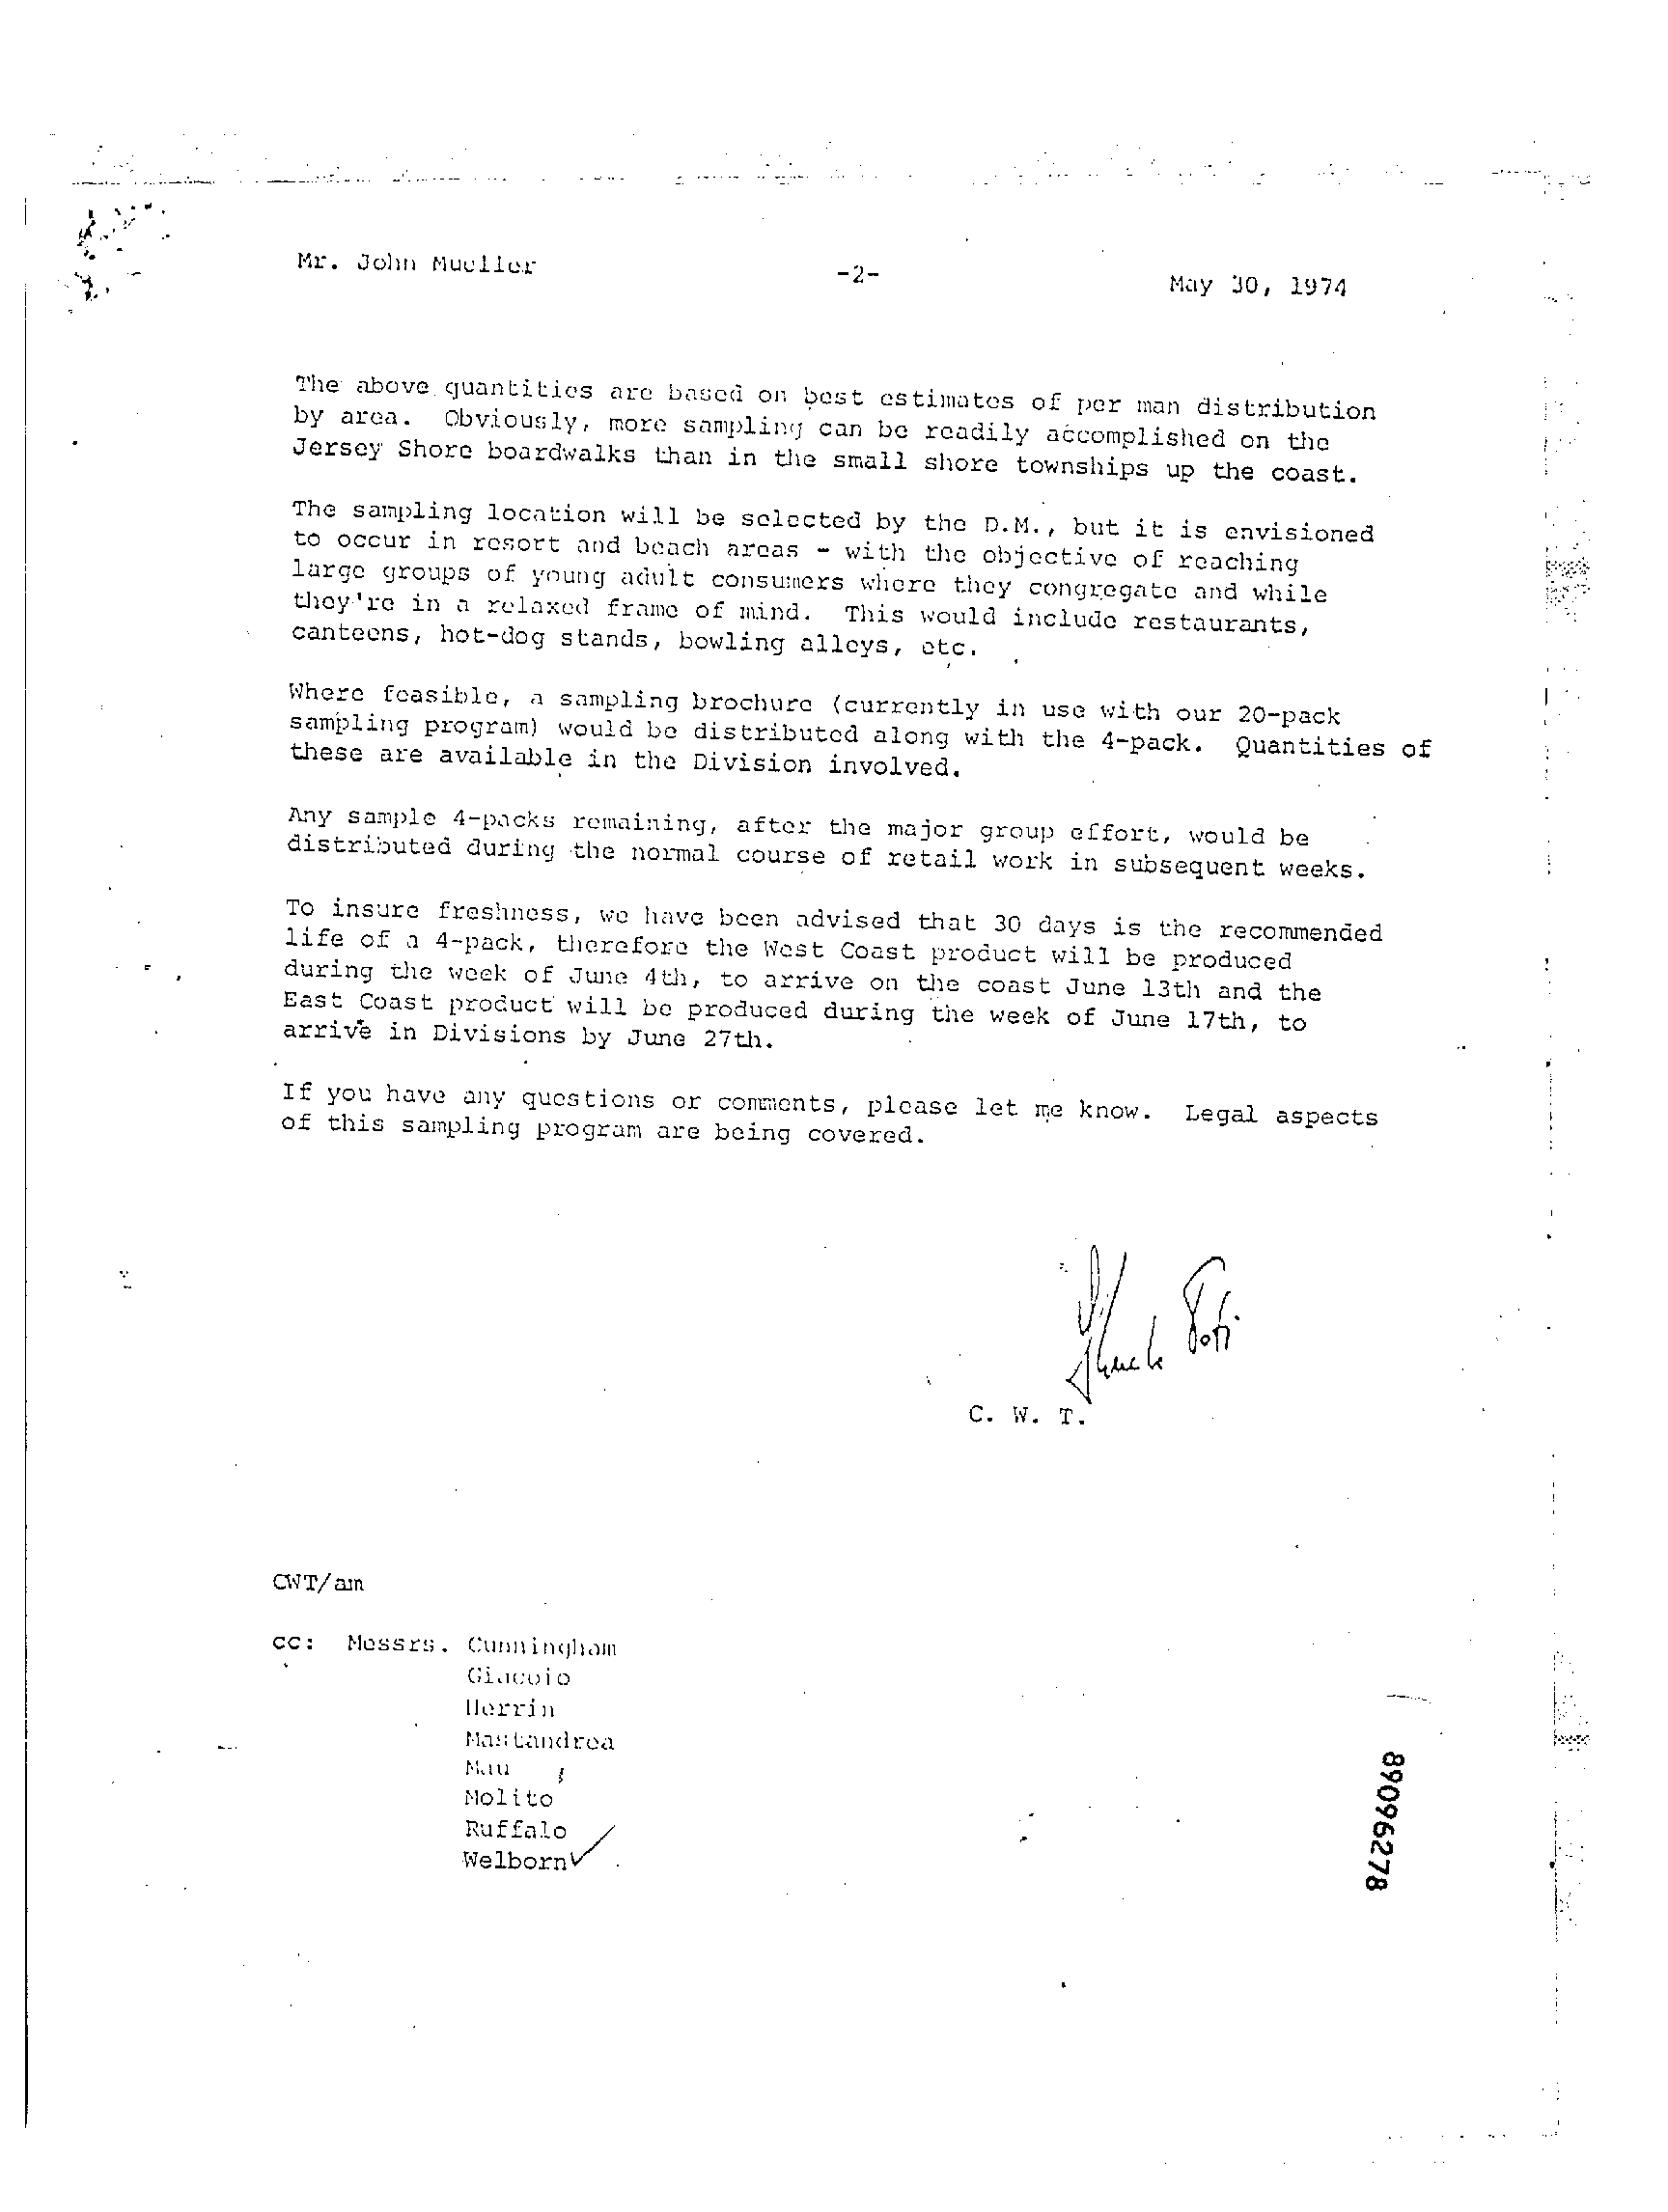 Mr. John Mueller
-2-
May 30, 1974
The above quantities are based on best estimates of per man distribution
by area. Obviously, more sampling can be readily accomplished on the
Jersey Shore boardwalks than in the small shore townships up the coast.
The sampling location will be selected by the D.M., but it is envisioned
to occur in resort and beach areas - with the objective of reaching
large groups of young adult consumers where they congregate and while
they're in a relaxed frame of mind. This would include restaurants,
canteens, hot-dog stands, bowling alleys, etc.
Where feasible, a sampling brochure (currently in use with our 20-pack
sampling program) would be distributed along with the 4-pack. Quantities of
these are available in the Division involved.
Any sample 4-packs remaining, after the major group effort, would be
distributed during the normal course of retail work in subsequent weeks.
To insure freshness, we have been advised that 30 days is the recommended
life of a 4-pack, therefore the West Coast product will be produced
during the week of June 4th, to arrive on the coast June 13th and the
East Coast product will be produced during the week of June 17th, to
arrive in Divisions by June 27th.
If you have any questions or comments, please let me know. Legal aspects
of this sampling program are being covered.
C. W. T.
CWT/am
cc: Messrs. Cunningham
Giacoio
Herrin
Mastandrea
Mau
Molito
Ruffalo
Welborn
89096278